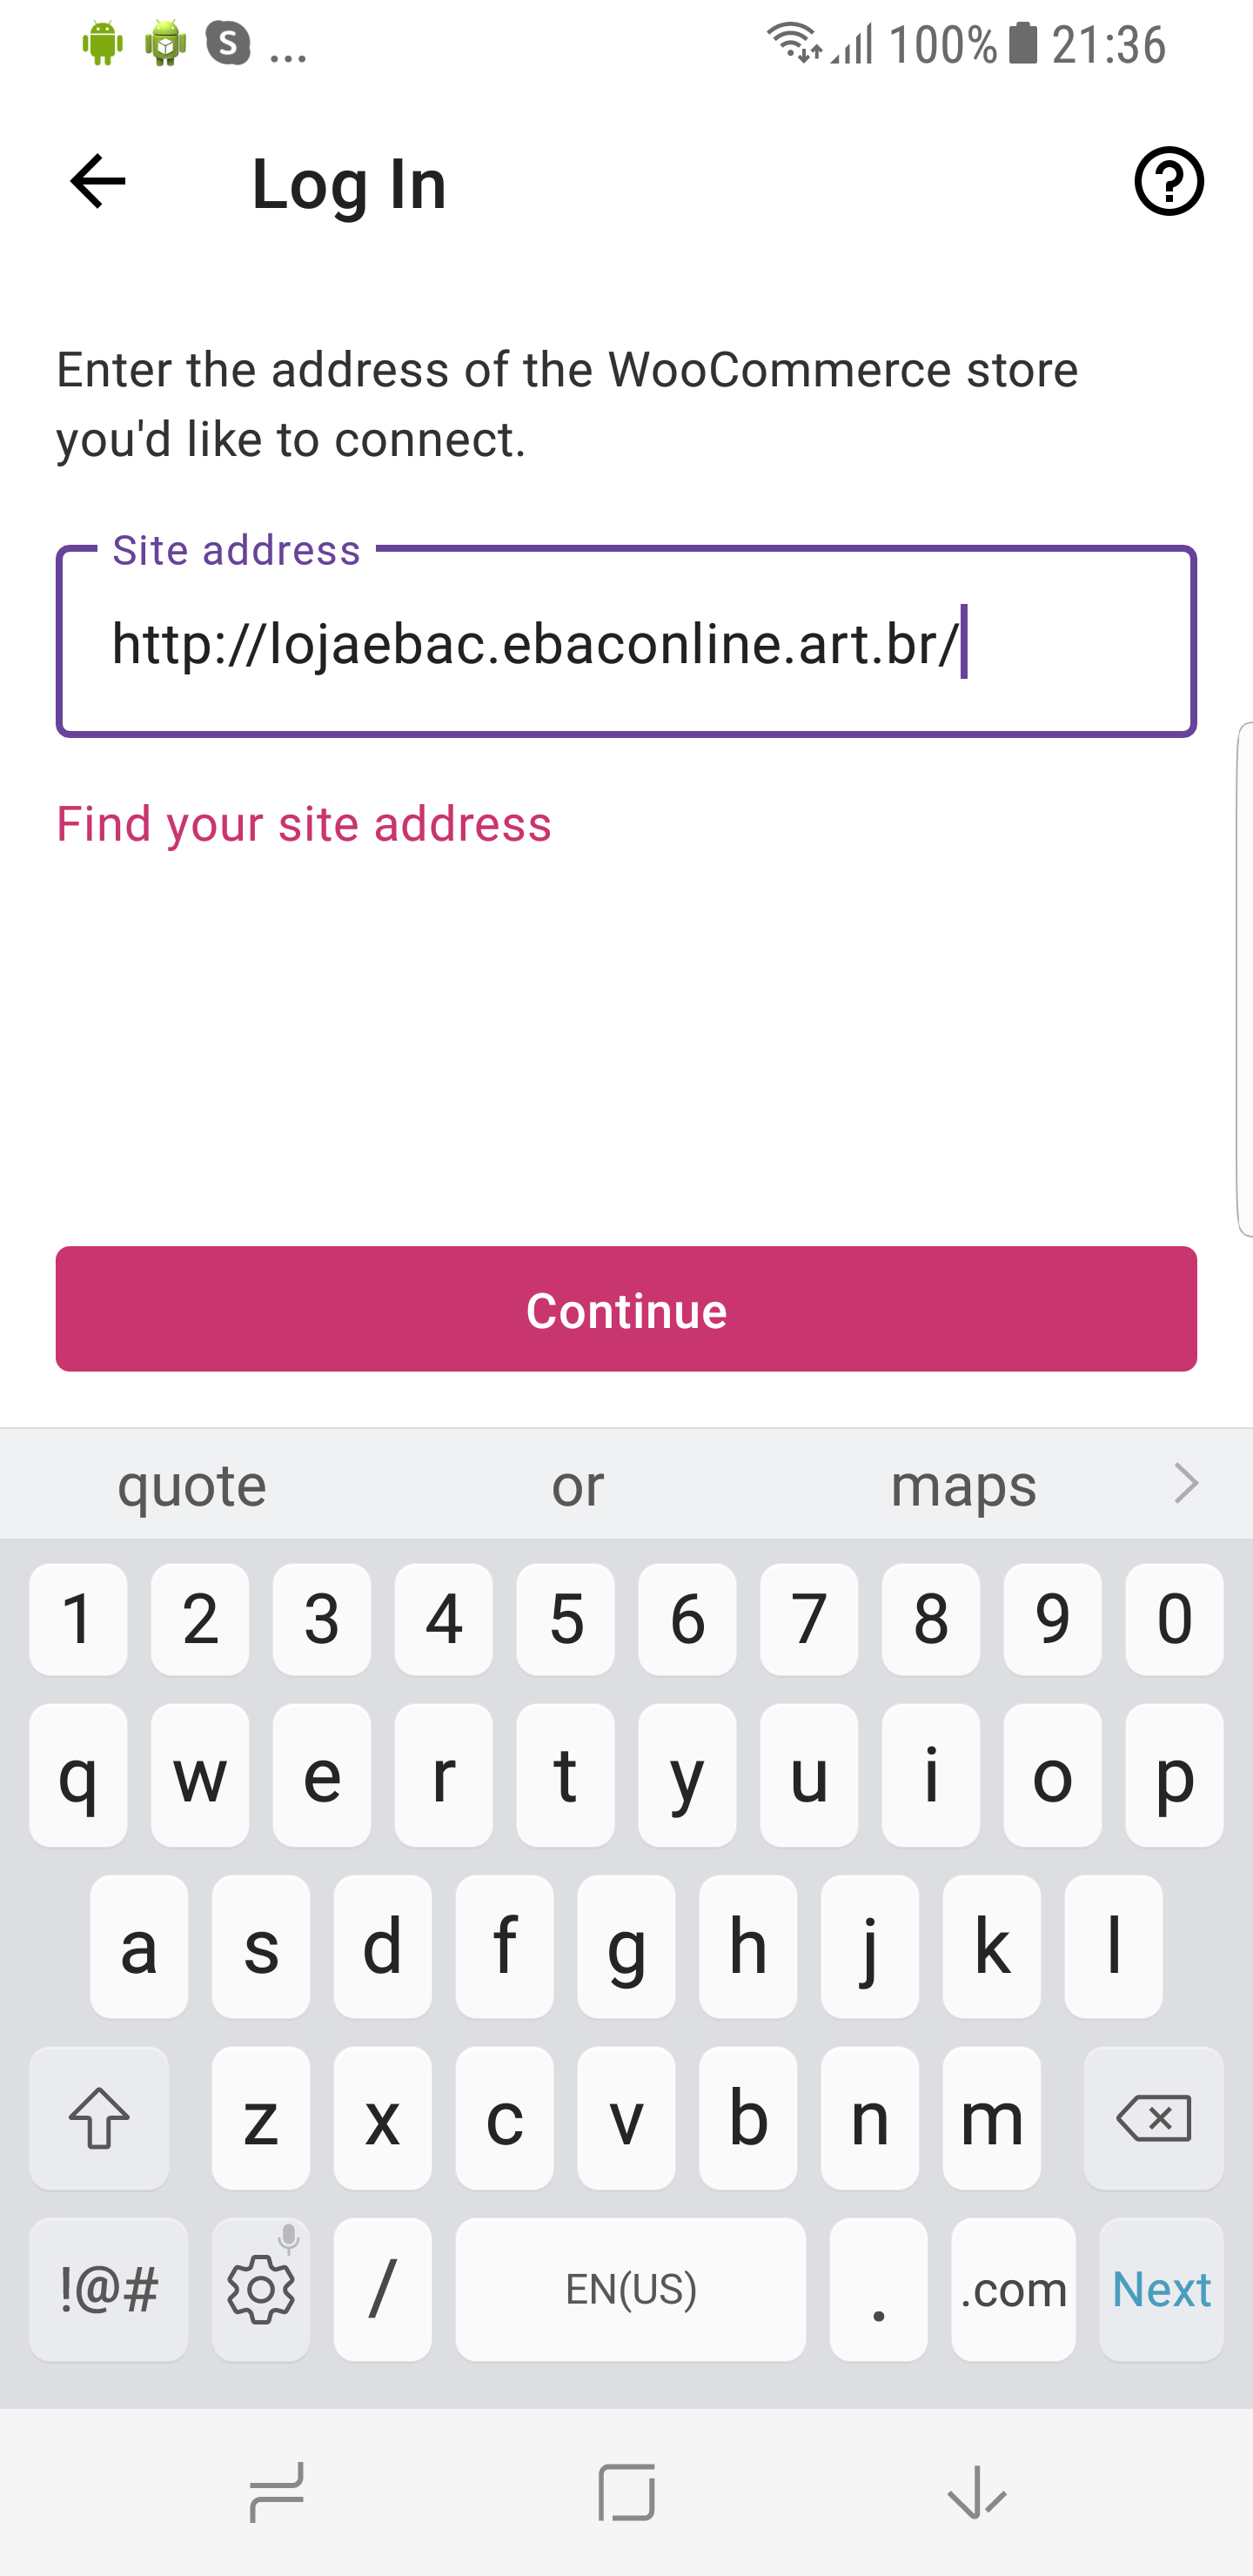 S ... 100% 21:36
Log In
Enter the address of the WooCommerce store
you'd like to connect.
Site address
http://lojaebac.ebaconline.art.br/
Find your site address
Continue
quote or maps
1 2 3 4 5 6 7 8 9 0
q w e r t y u i o p
a s d f g h j k l
z x c v b n m
!@# / EN(US) . .com Next